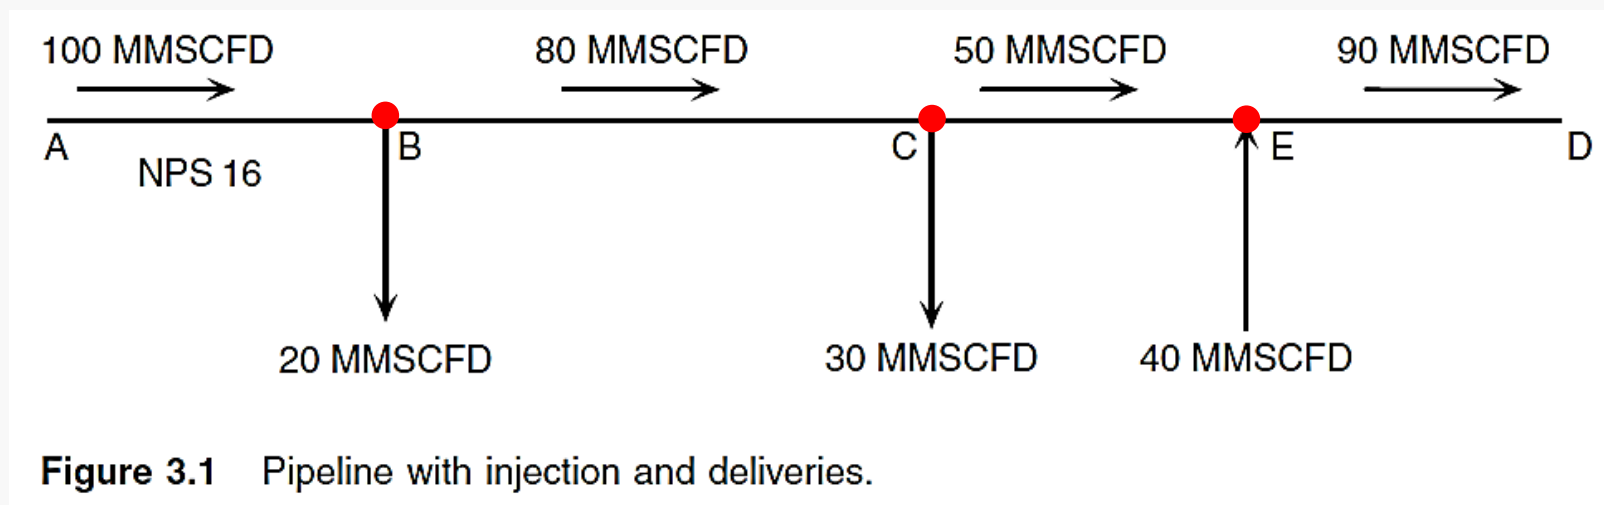 100 MMSCFD 80 MMSCFD 50 MMSCFD 90 MMSCFD
A B C E D
NPS 16
20 MMSCFD 30 MMSCFD 40 MMSCFD
Figure 3.1 Pipeline with injection and deliveries.